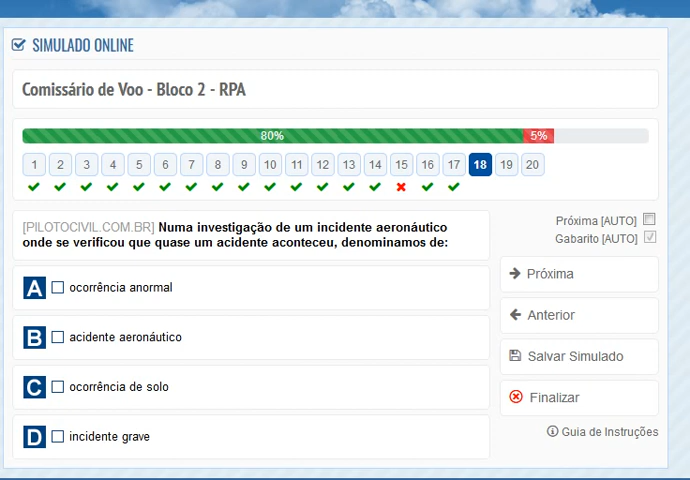 SIMULADO ONLINE
Comissário de Voo - Bloco 2 - RPA
80% 5%
1 2 3 4 5 6 7 8 9 10 11 12 13 14 15 16 17 18 19 20
[PILOTOCIVIL.COM.BR] Numa investigação de um incidente aeronáutico
onde se verificou que quase um acidente aconteceu, denominamos de:
A ocorrência anormal
B acidente aeronáutico
C ocorrência de solo
D incidente grave
Próxima [AUTO]
Gabarito [AUTO]
Próxima
Anterior
Salvar Simulado
Finalizar
Guia de Instruções